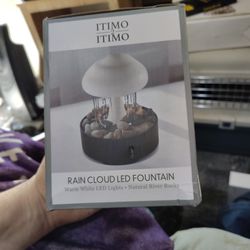 ITIMO
ITIMO
RAIN CLOUD LED FOUNTAIN
Warm White LED Lights • Natural River Rocks